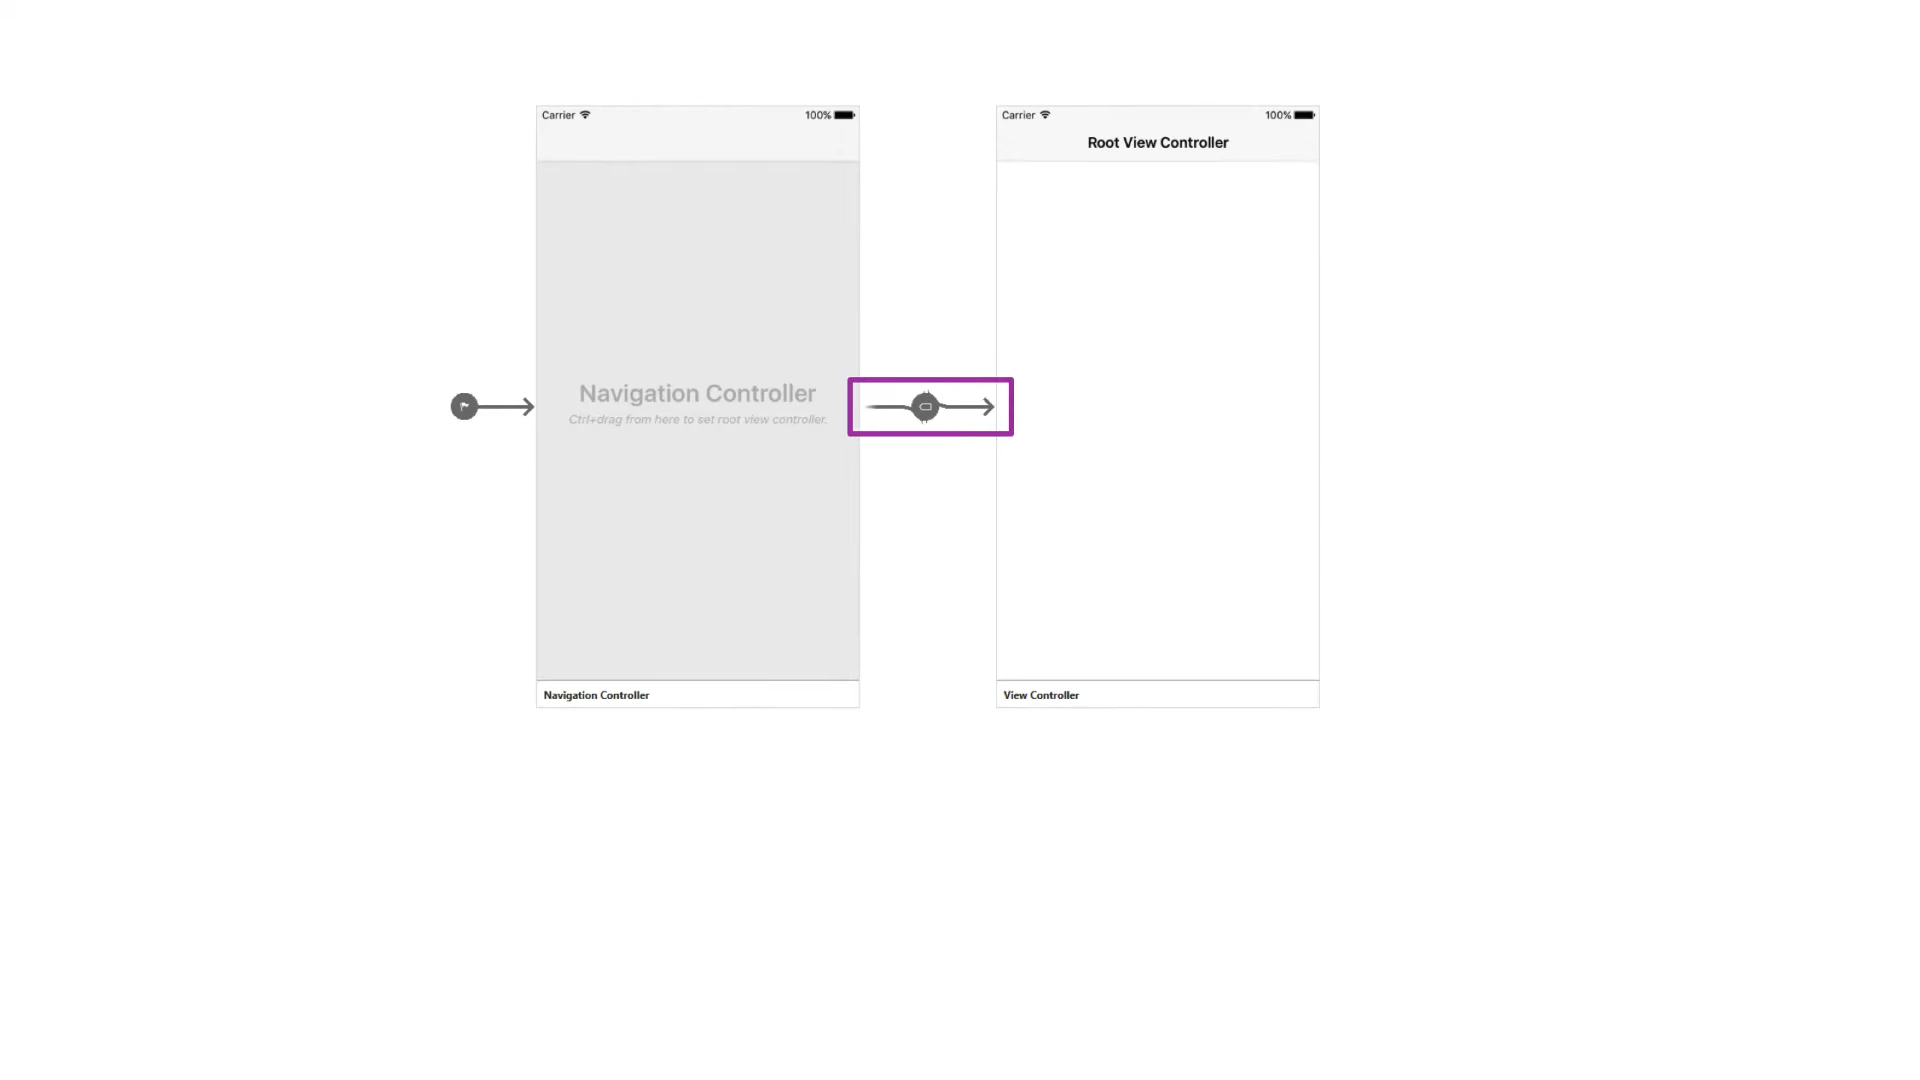 Carrier 100%
Navigation Controller
Ctrl+drag from here to set root view controller.
Navigation Controller
Carrier 100%
Root View Controller
View Controller